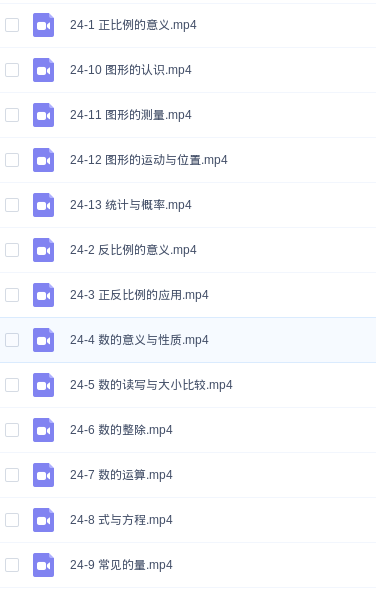 24-1 正比例的意义.mp4
24-10 图形的认识.mp4
24-11 图形的测量.mp4
24-12 图形的运动与位置.mp4
24-13 统计与概率.mp4
24-2 反比例的意义.mp4
24-3 正反比例的应用.mp4
24-4 数的意义与性质.mp4
24-5 数的读写与大小比较.mp4
24-6 数的整除.mp4
24-7 数的运算.mp4
24-8 式与方程.mp4
24-9 常见的量.mp4